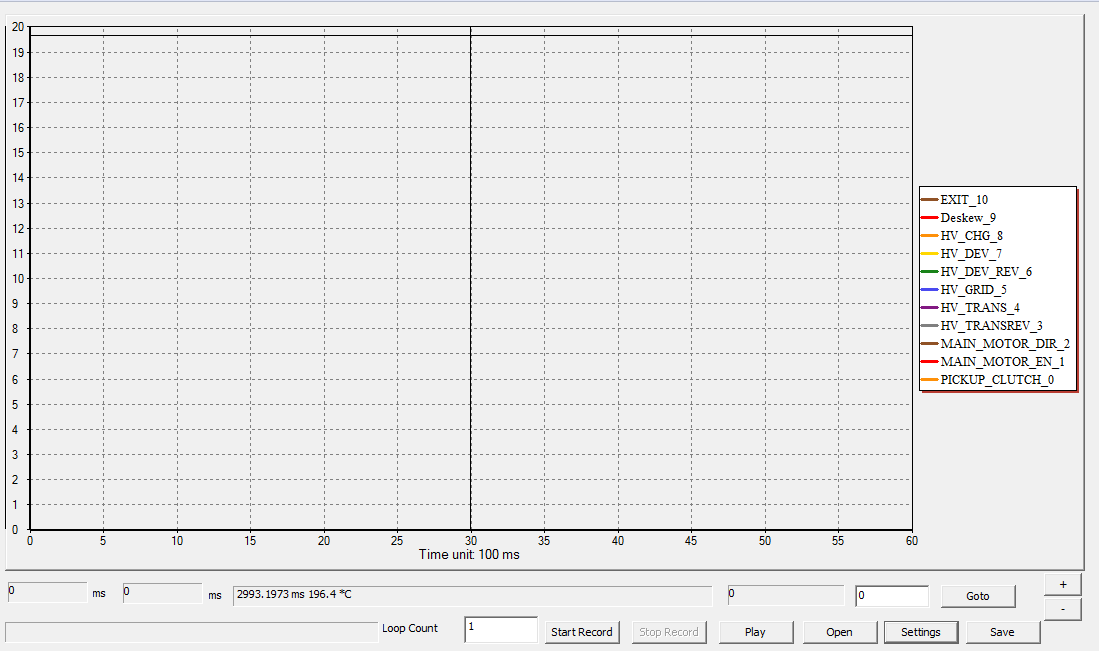 20
19
18
17
16
15
14
13
12
11
10
9
8
7
6
5
4
3
2
1
0
0 5 10 15 20 25 30 35 40 45 50 55 60
Time unit: 100 ms
EXIT_10
Deskew_9
HV_CHG_8
HV_DEV_7
HV_DEV_REV_6
HV_GRID_5
HV_TRANS_4
HV_TRANSREV_3
MAIN_MOTOR_DIR_2
MAIN_MOTOR_EN_1
PICKUP_CLUTCH_0
0 ms 0 ms 2993.1973 ms 196.4 *C 0 0 Goto +
-
Loop Count 1 Start Record Stop Record Play Open Settings Save